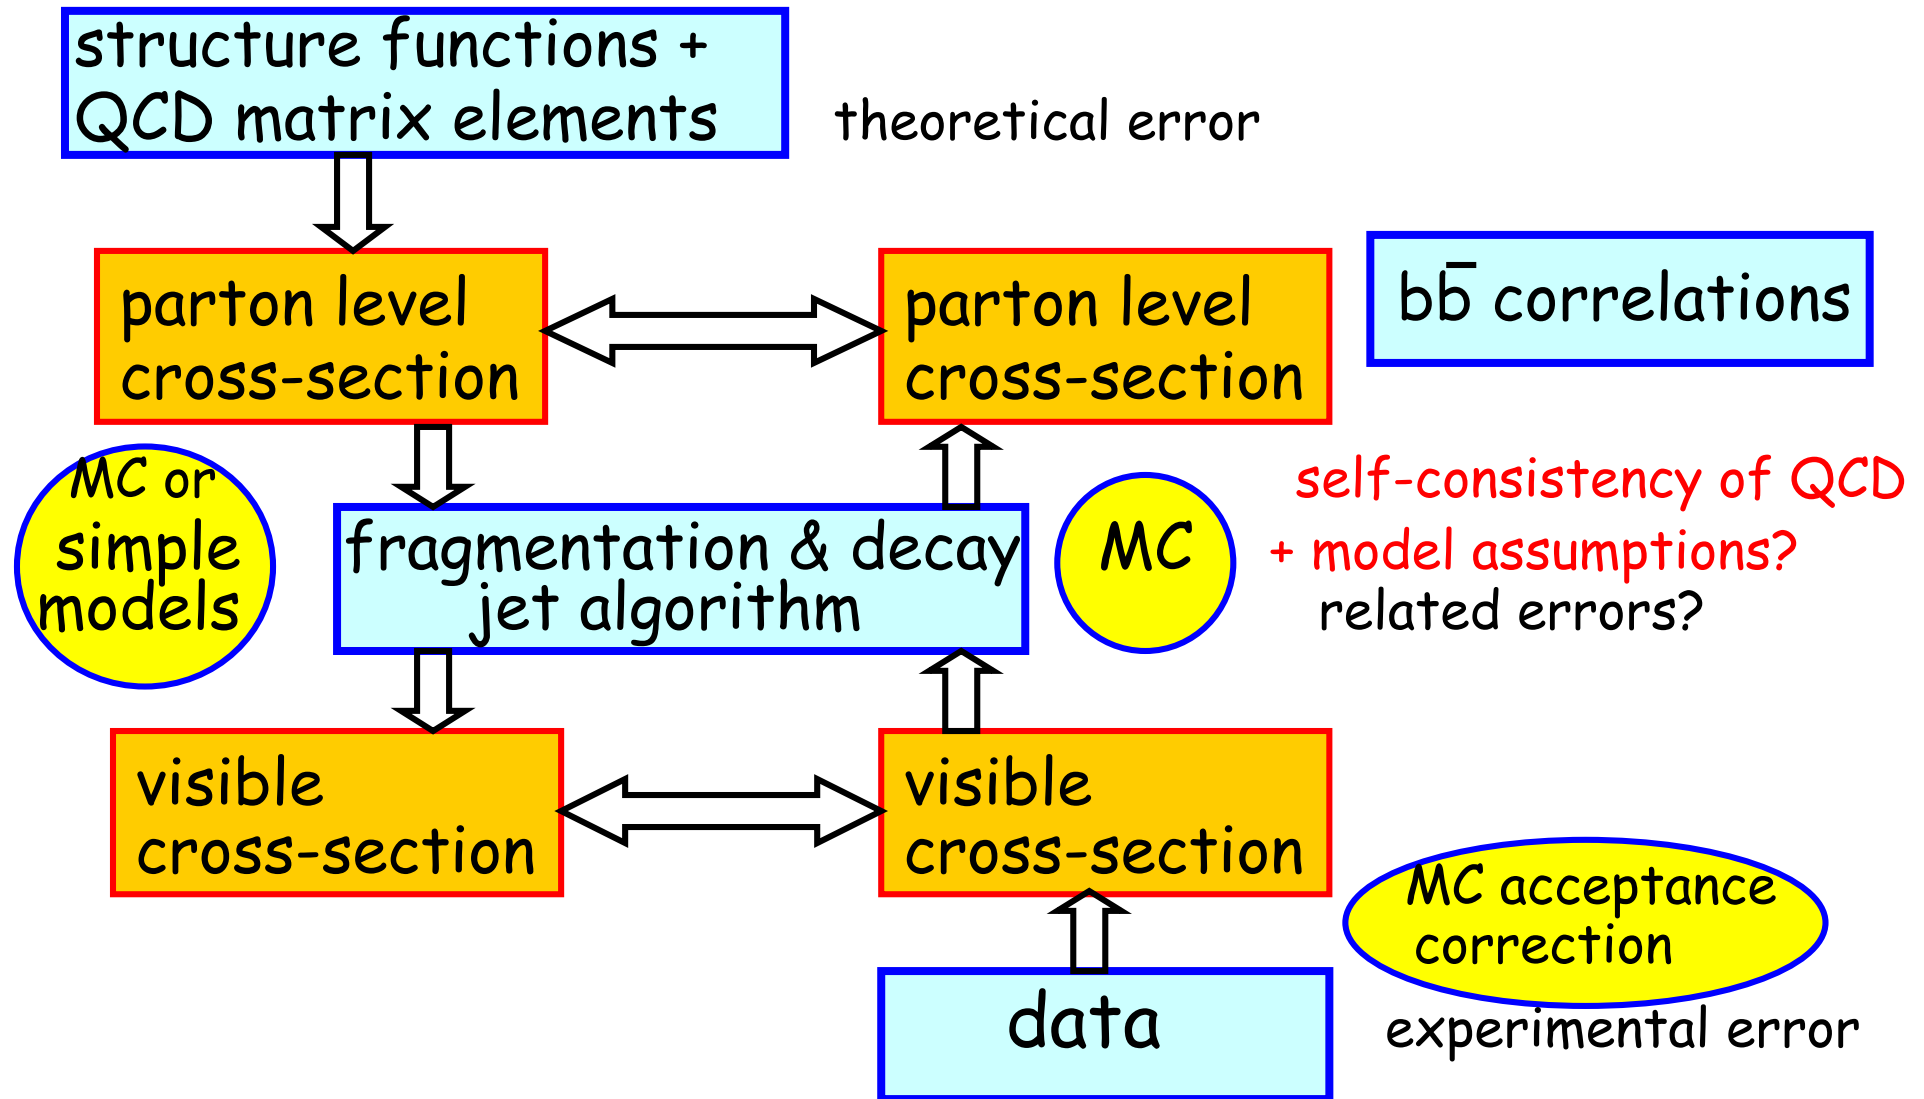 structure functions +
QCD matrix elements
theoretical error
parton level
cross-section
parton level
cross-section
bb̅ correlations
MC or
simple
models
fragmentation & decay
jet algorithm
MC
self-consistency of QCD
+ model assumptions?
related errors?
visible
cross-section
visible
cross-section
MC acceptance
correction
data
experimental error